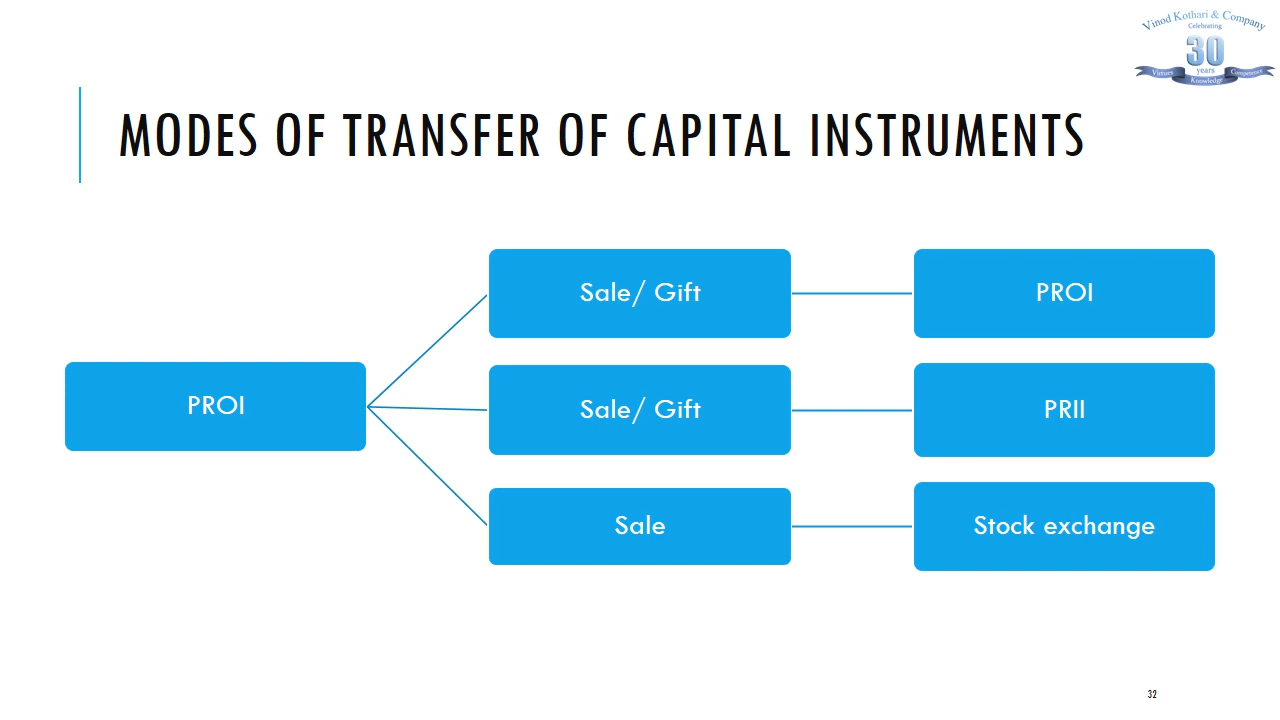 Vinod Kothari & Company
Celebrating
30
years
Virtues Knowledge Competence
MODES OF TRANSFER OF CAPITAL INSTRUMENTS
Sale/ Gift
PROI
PROI
Sale/ Gift
PRII
Sale
Stock exchange
32